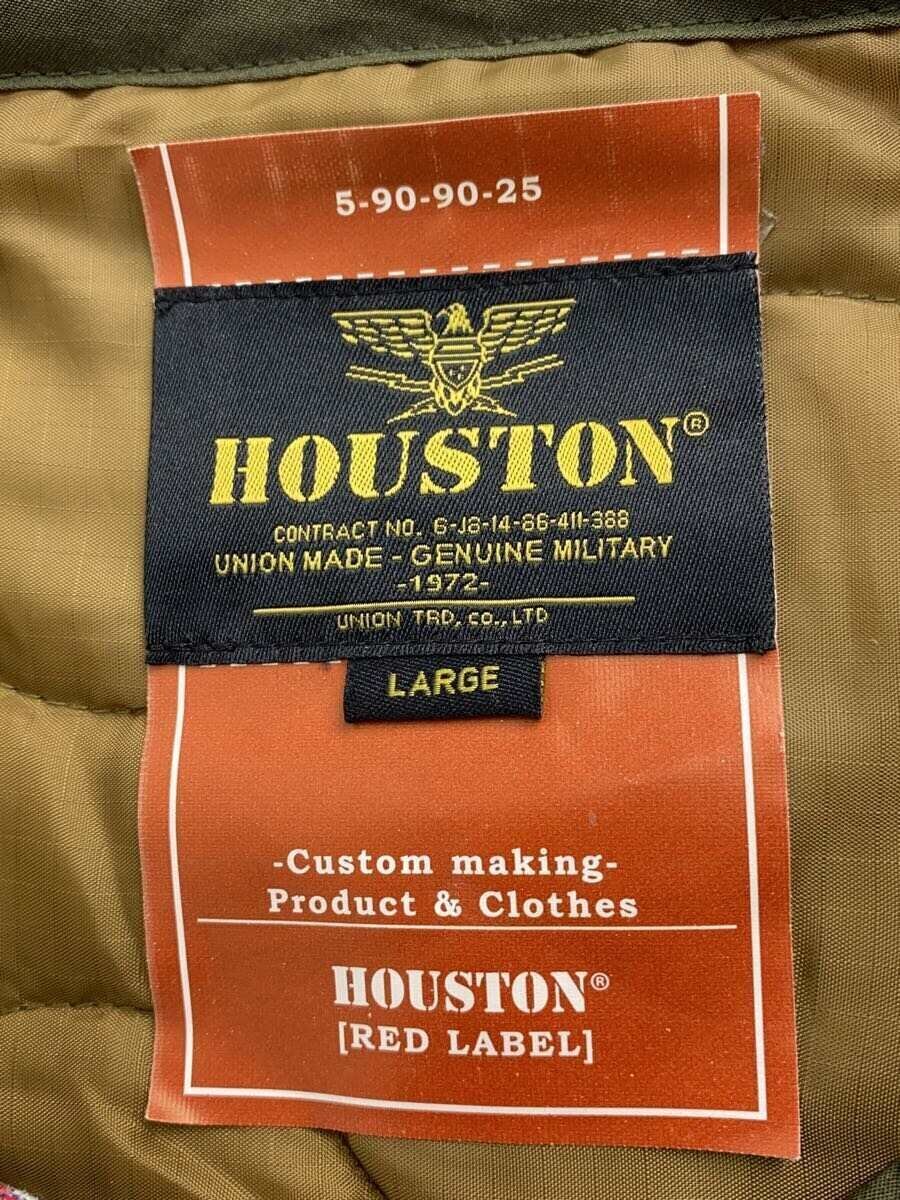 5-90-90-25
HOUSTON®
CONTRACT NO. 6-J8-14-86-411-388
UNION MADE - GENUINE MILITARY
-1972-
UNION TRD, co., LTD
LARGE
-Custom making-
Product & Clothes
HOUSTON®
[RED LABEL]